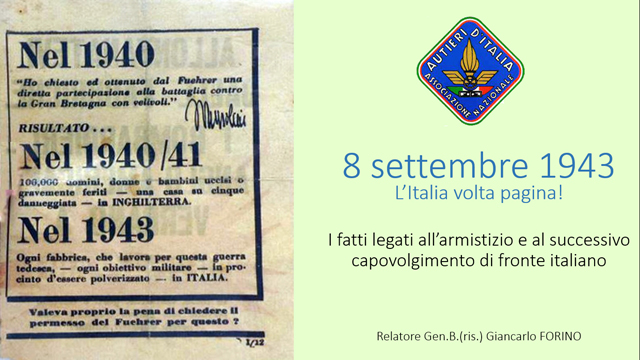 Nel 1940
"Ho chiesto ed ottenuto dal Fuehrer una
diretta partecipazione alla battaglia contro
la Gran Bretagna con velivoli."
Mussolini
RISULTATO...
Nel 1940/41
100,000 uomini, donne e bambini uccisi o
gravemente feriti — una casa su cinque
danneggiata — in INGHILTERRA.
Nel 1943
Ogni fabbrica, che lavora per questa guerra
tedesca, — ogni obiettivo militare — in pro-
cinto d'essere polverizzato — in ITALIA.
Valeva proprio la pena di chiedere il
permesso del Fuehrer per questo ?
I/12
AUTIERI D'ITALIA
ASSOCIAZIONE NAZIONALE
8 settembre 1943
L'Italia volta pagina!
I fatti legati all'armistizio e al successivo
capovolgimento di fronte italiano
Relatore Gen.B.(ris.) Giancarlo FORINO